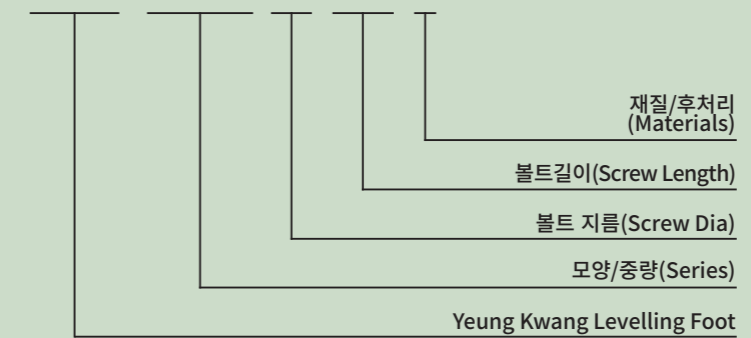 재질/후처리
(Materials)
볼트길이(Screw Length)
볼트 지름(Screw Dia)
모양/중량(Series)
Yeung Kwang Levelling Foot